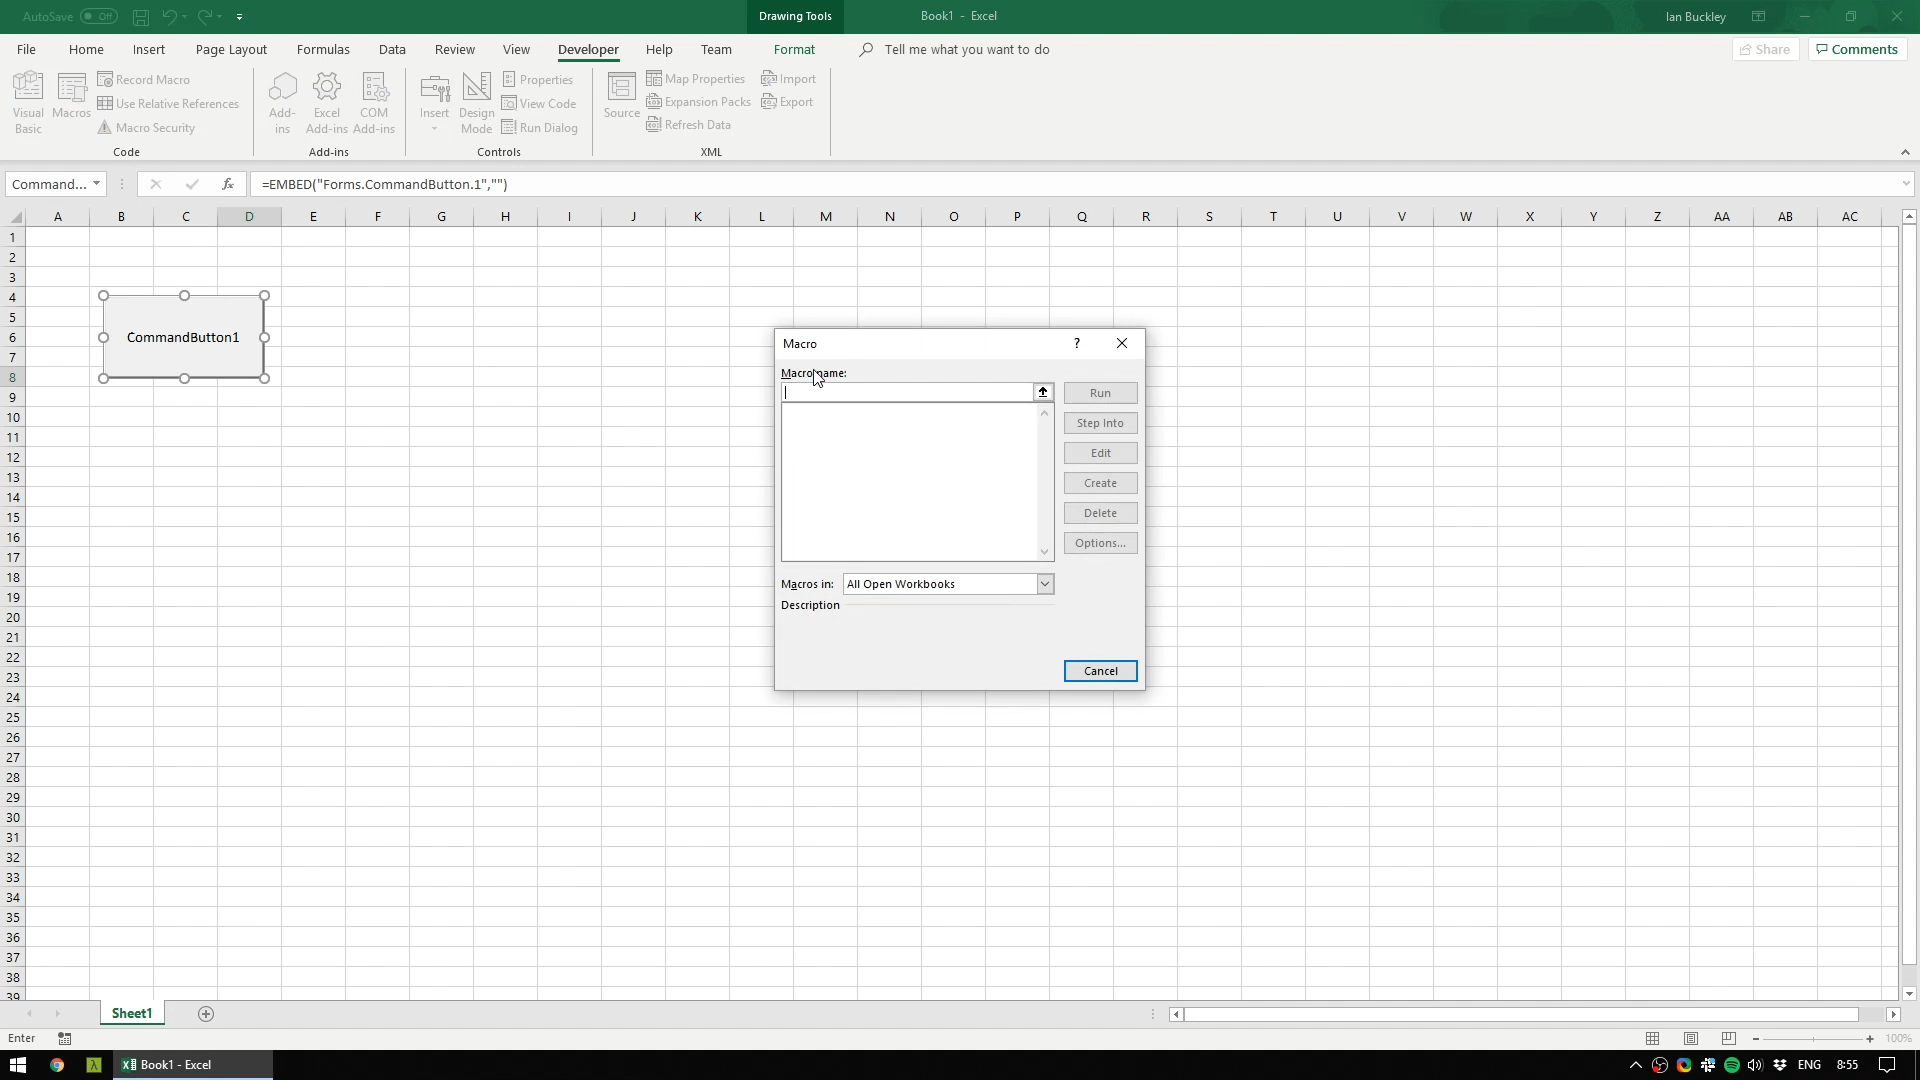 AutoSave Off
Drawing Tools
Book1 - Excel
Ian Buckley
File Home Insert Page Layout Formulas Data Review View Developer Help Team Format Tell me what you want to do Share Comments
Visual Basic
Macros
Record Macro
Use Relative References
Macro Security
Code
Add-ins
Excel Add-ins
COM Add-ins
Add-ins
Insert
Design Mode
Properties
View Code
Run Dialog
Controls
Source
Map Properties
Expansion Packs
Refresh Data
Import
Export
XML
Command... fx =EMBED("Forms.CommandButton.1","")
A B C D E F G H I J K L M N O P Q R S T U V W X Y Z AA AB AC
1
2
3
4
5
6
7
8
9
10
11
12
13
14
15
16
17
18
19
20
21
22
23
24
25
26
27
28
29
30
31
32
33
34
35
36
37
38
39
CommandButton1
Macro ?
Macro name:
Run
Step Into
Edit
Create
Delete
Options...
Macros in: All Open Workbooks
Description
Cancel
Sheet1
Enter
100%
Book1 - Excel
ENG 8:55